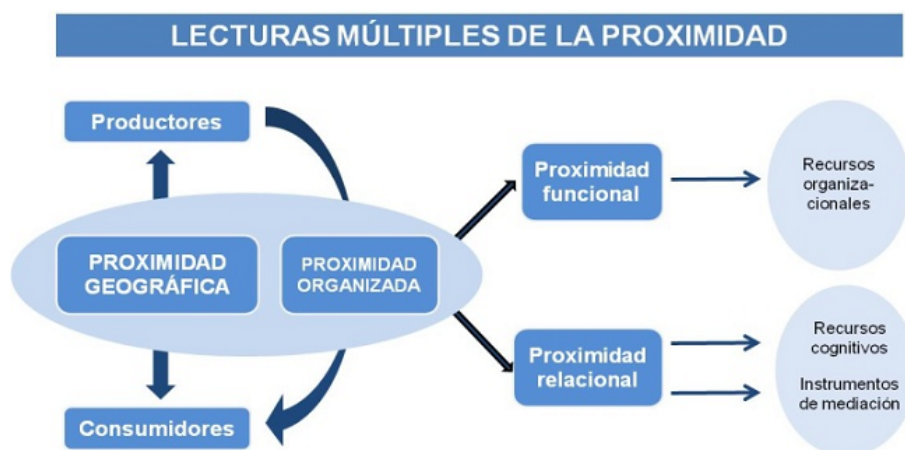 LECTURAS MÚLTIPLES DE LA PROXIMIDAD
Productores
PROXIMIDAD
GEOGRÁFICA
PROXIMIDAD
ORGANIZADA
Consumidores
Proximidad
funcional
Proximidad
relacional
Recursos
organiza-
cionales
Recursos
cognitivos
Instrumentos
de mediación